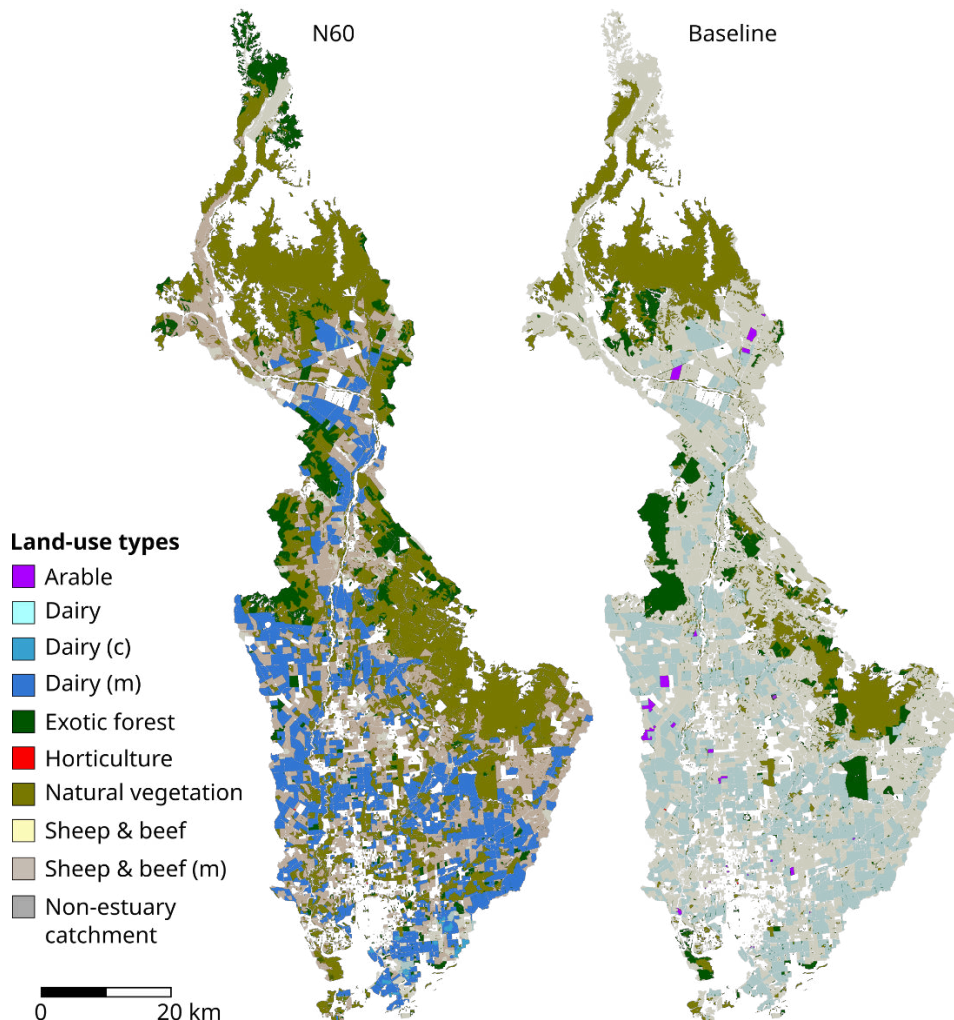 N60
Baseline
Land-use types
Arable
Dairy
Dairy (c)
Dairy (m)
Exotic forest
Horticulture
Natural vegetation
Sheep & beef
Sheep & beef (m)
Non-estuary
catchment
0 20 km